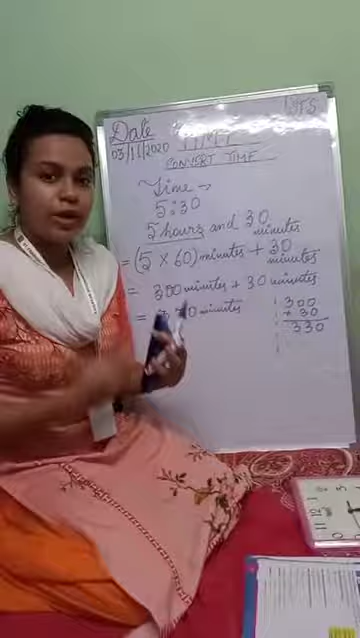 Date
03/11/2020
TIME
CONVERT TIME
Time →
5:30
5 hours and 30 minutes
= (5 × 60) minutes + 30 minutes
= 300 minutes + 30 minutes
= 30 minutes
300
+ 30
330